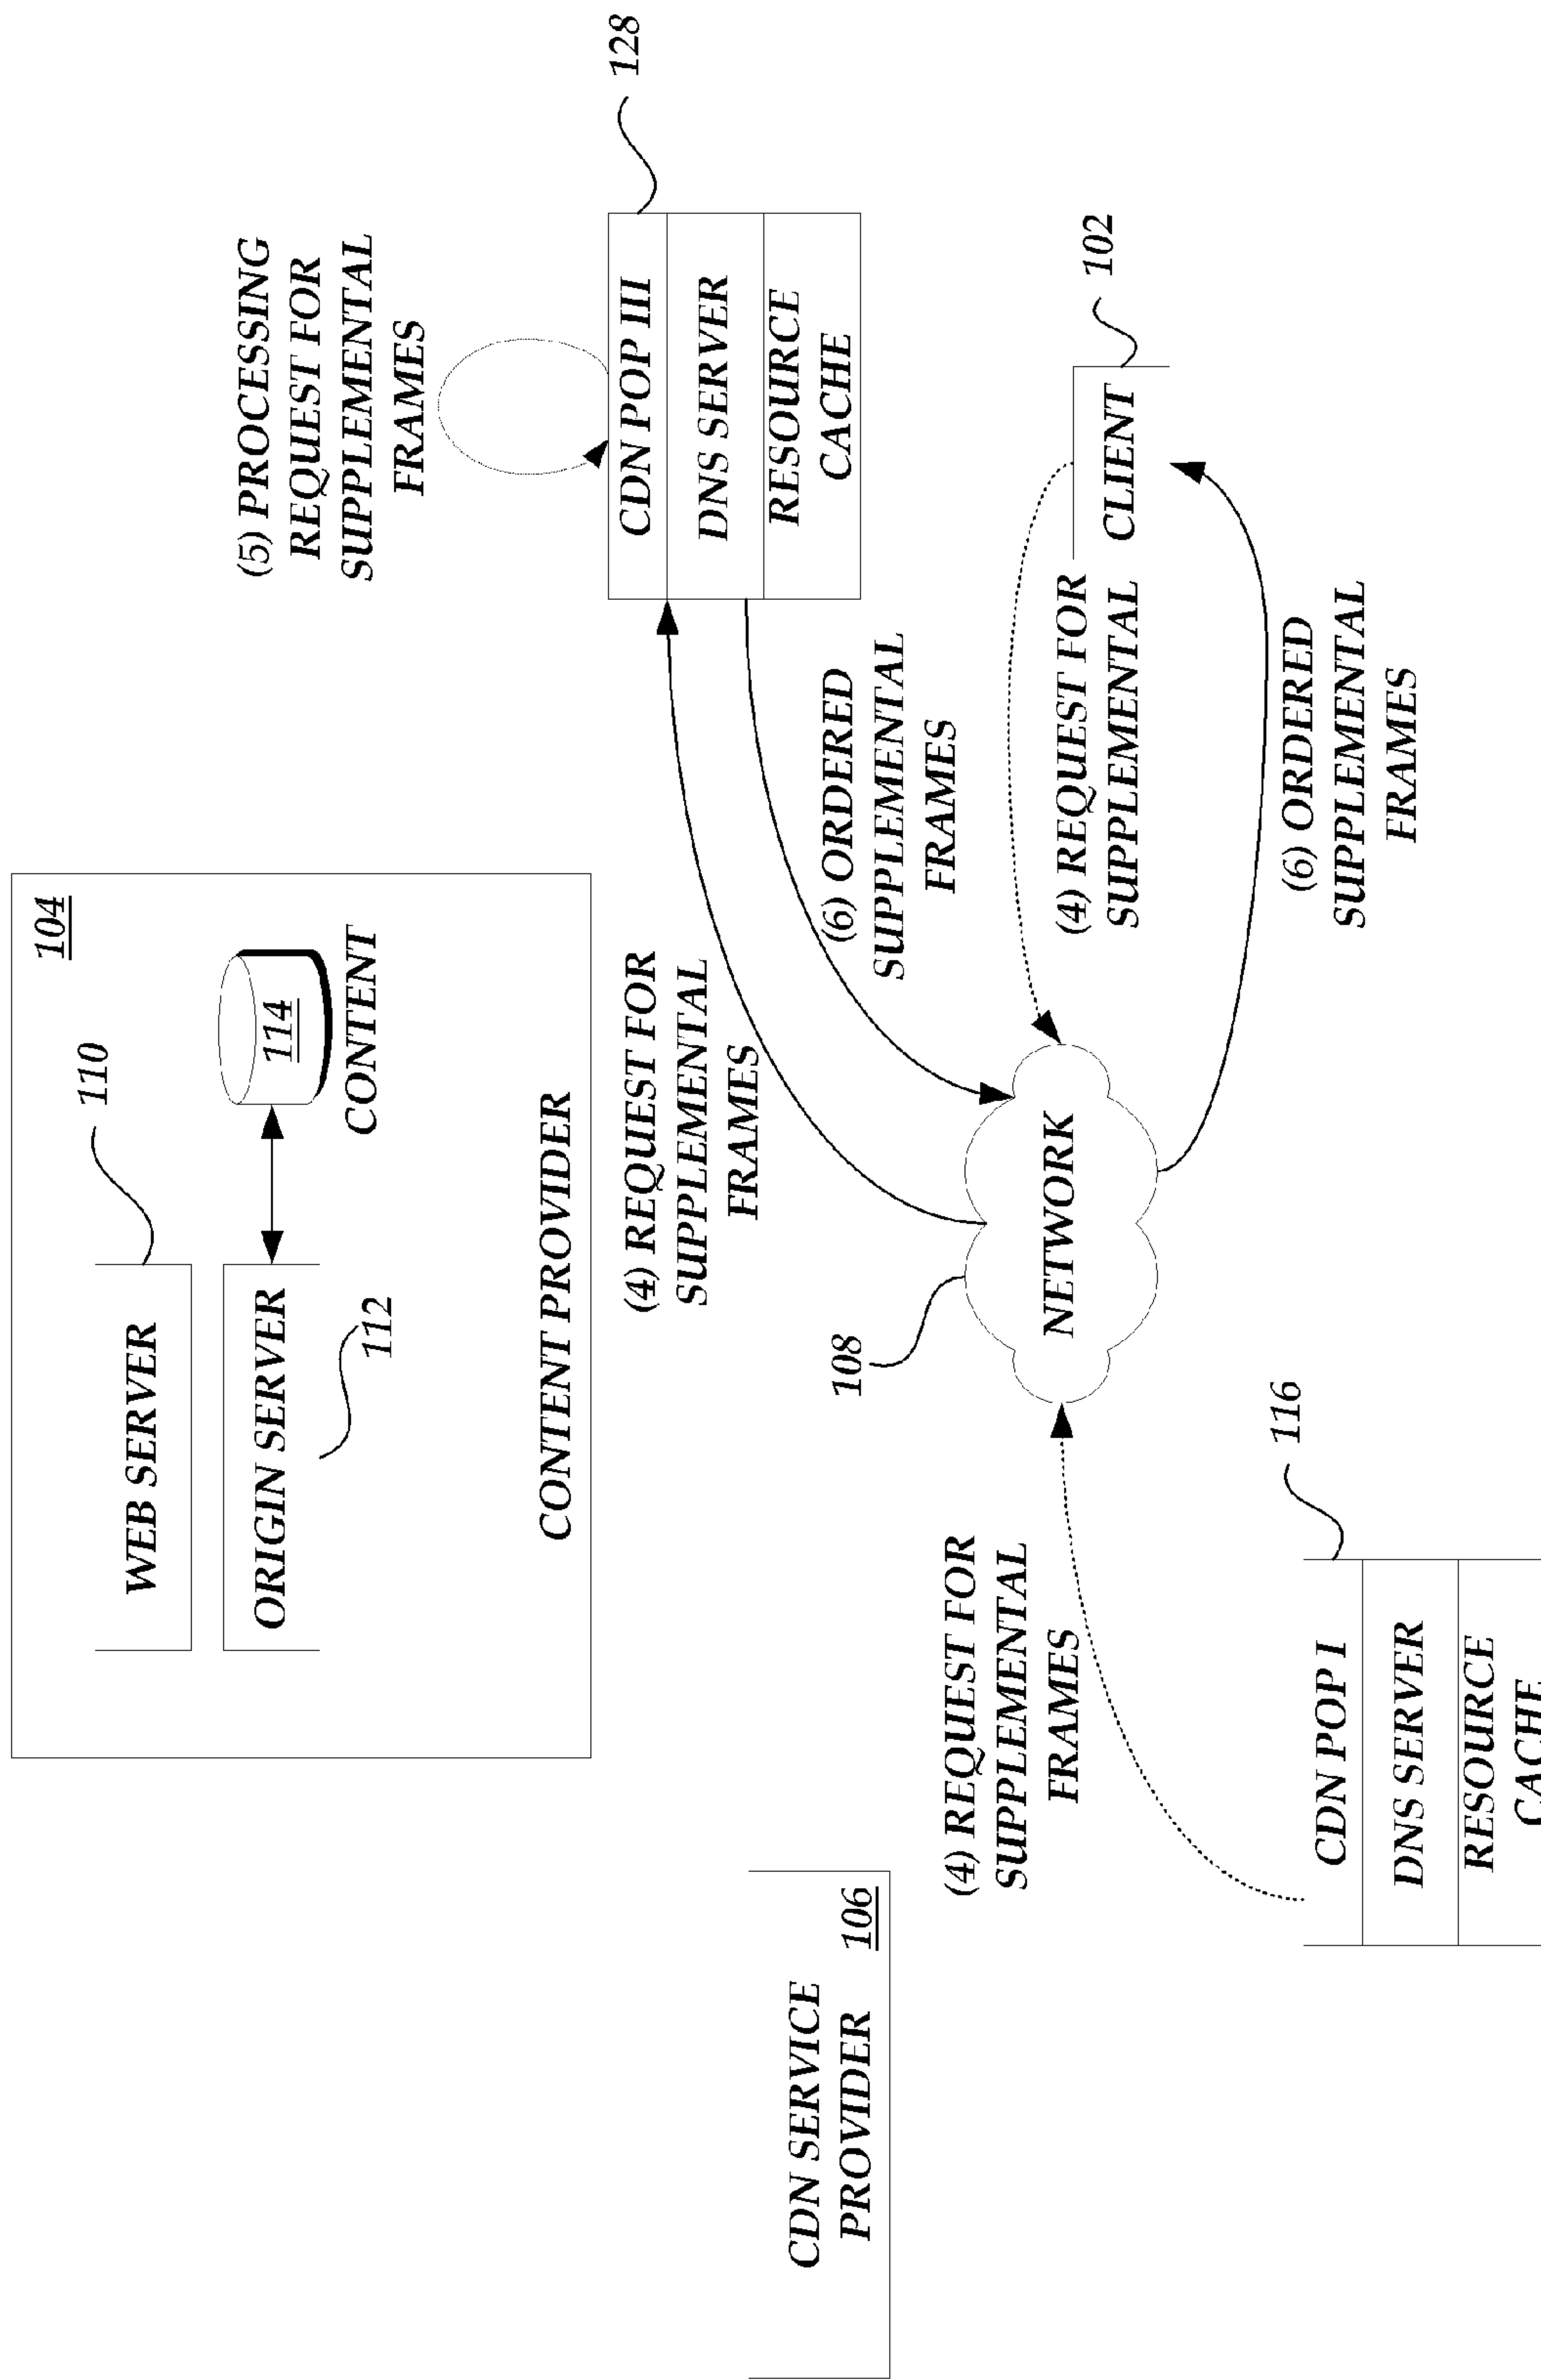 104
110
WEB SERVER
ORIGIN SERVER
114
CONTENT
112
CONTENT PROVIDER
(5) PROCESSING
REQUEST FOR
SUPPLEMENTAL
FRAMES
128
CDN POP III
DNS SERVER
RESOURCE
CACHE
(4) REQUEST FOR
SUPPLEMENTAL
FRAMES
(6) ORDERED
SUPPLEMENTAL
FRAMES
CDN SERVICE
PROVIDER
106
108
NETWORK
(4) REQUEST FOR
SUPPLEMENTAL
102
CLIENT
(6) ORDERED
SUPPLEMENTAL
FRAMES
(4) REQUEST FOR
SUPPLEMENTAL
FRAMES
116
CDN POP I
DNS SERVER
RESOURCE
CACHE